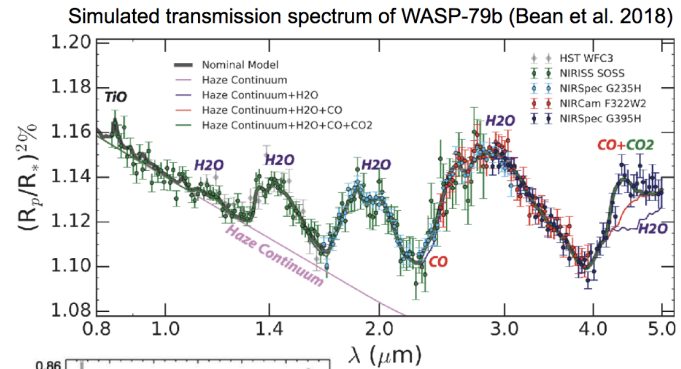 Simulated transmission spectrum of WASP-79b (Bean et al. 2018)
1.20
1.18
1.16
1.14
1.12
1.10
1.08
(Rp/R*)^2%
Nominal Model
Haze Continuum
Haze Continuum+H2O
Haze Continuum+H2O+CO
Haze Continuum+H2O+CO+CO2
HST WFC3
NIRISS SOSS
NIRSpec G235H
NIRCam F322W2
NIRSpec G395H
TiO
H2O
H2O
H2O
H2O
CO+CO2
Haze Continuum
CO
H2O
0.8 1.0 1.4 2.0 3.0 4.0 5.0
λ (μm)
0.86